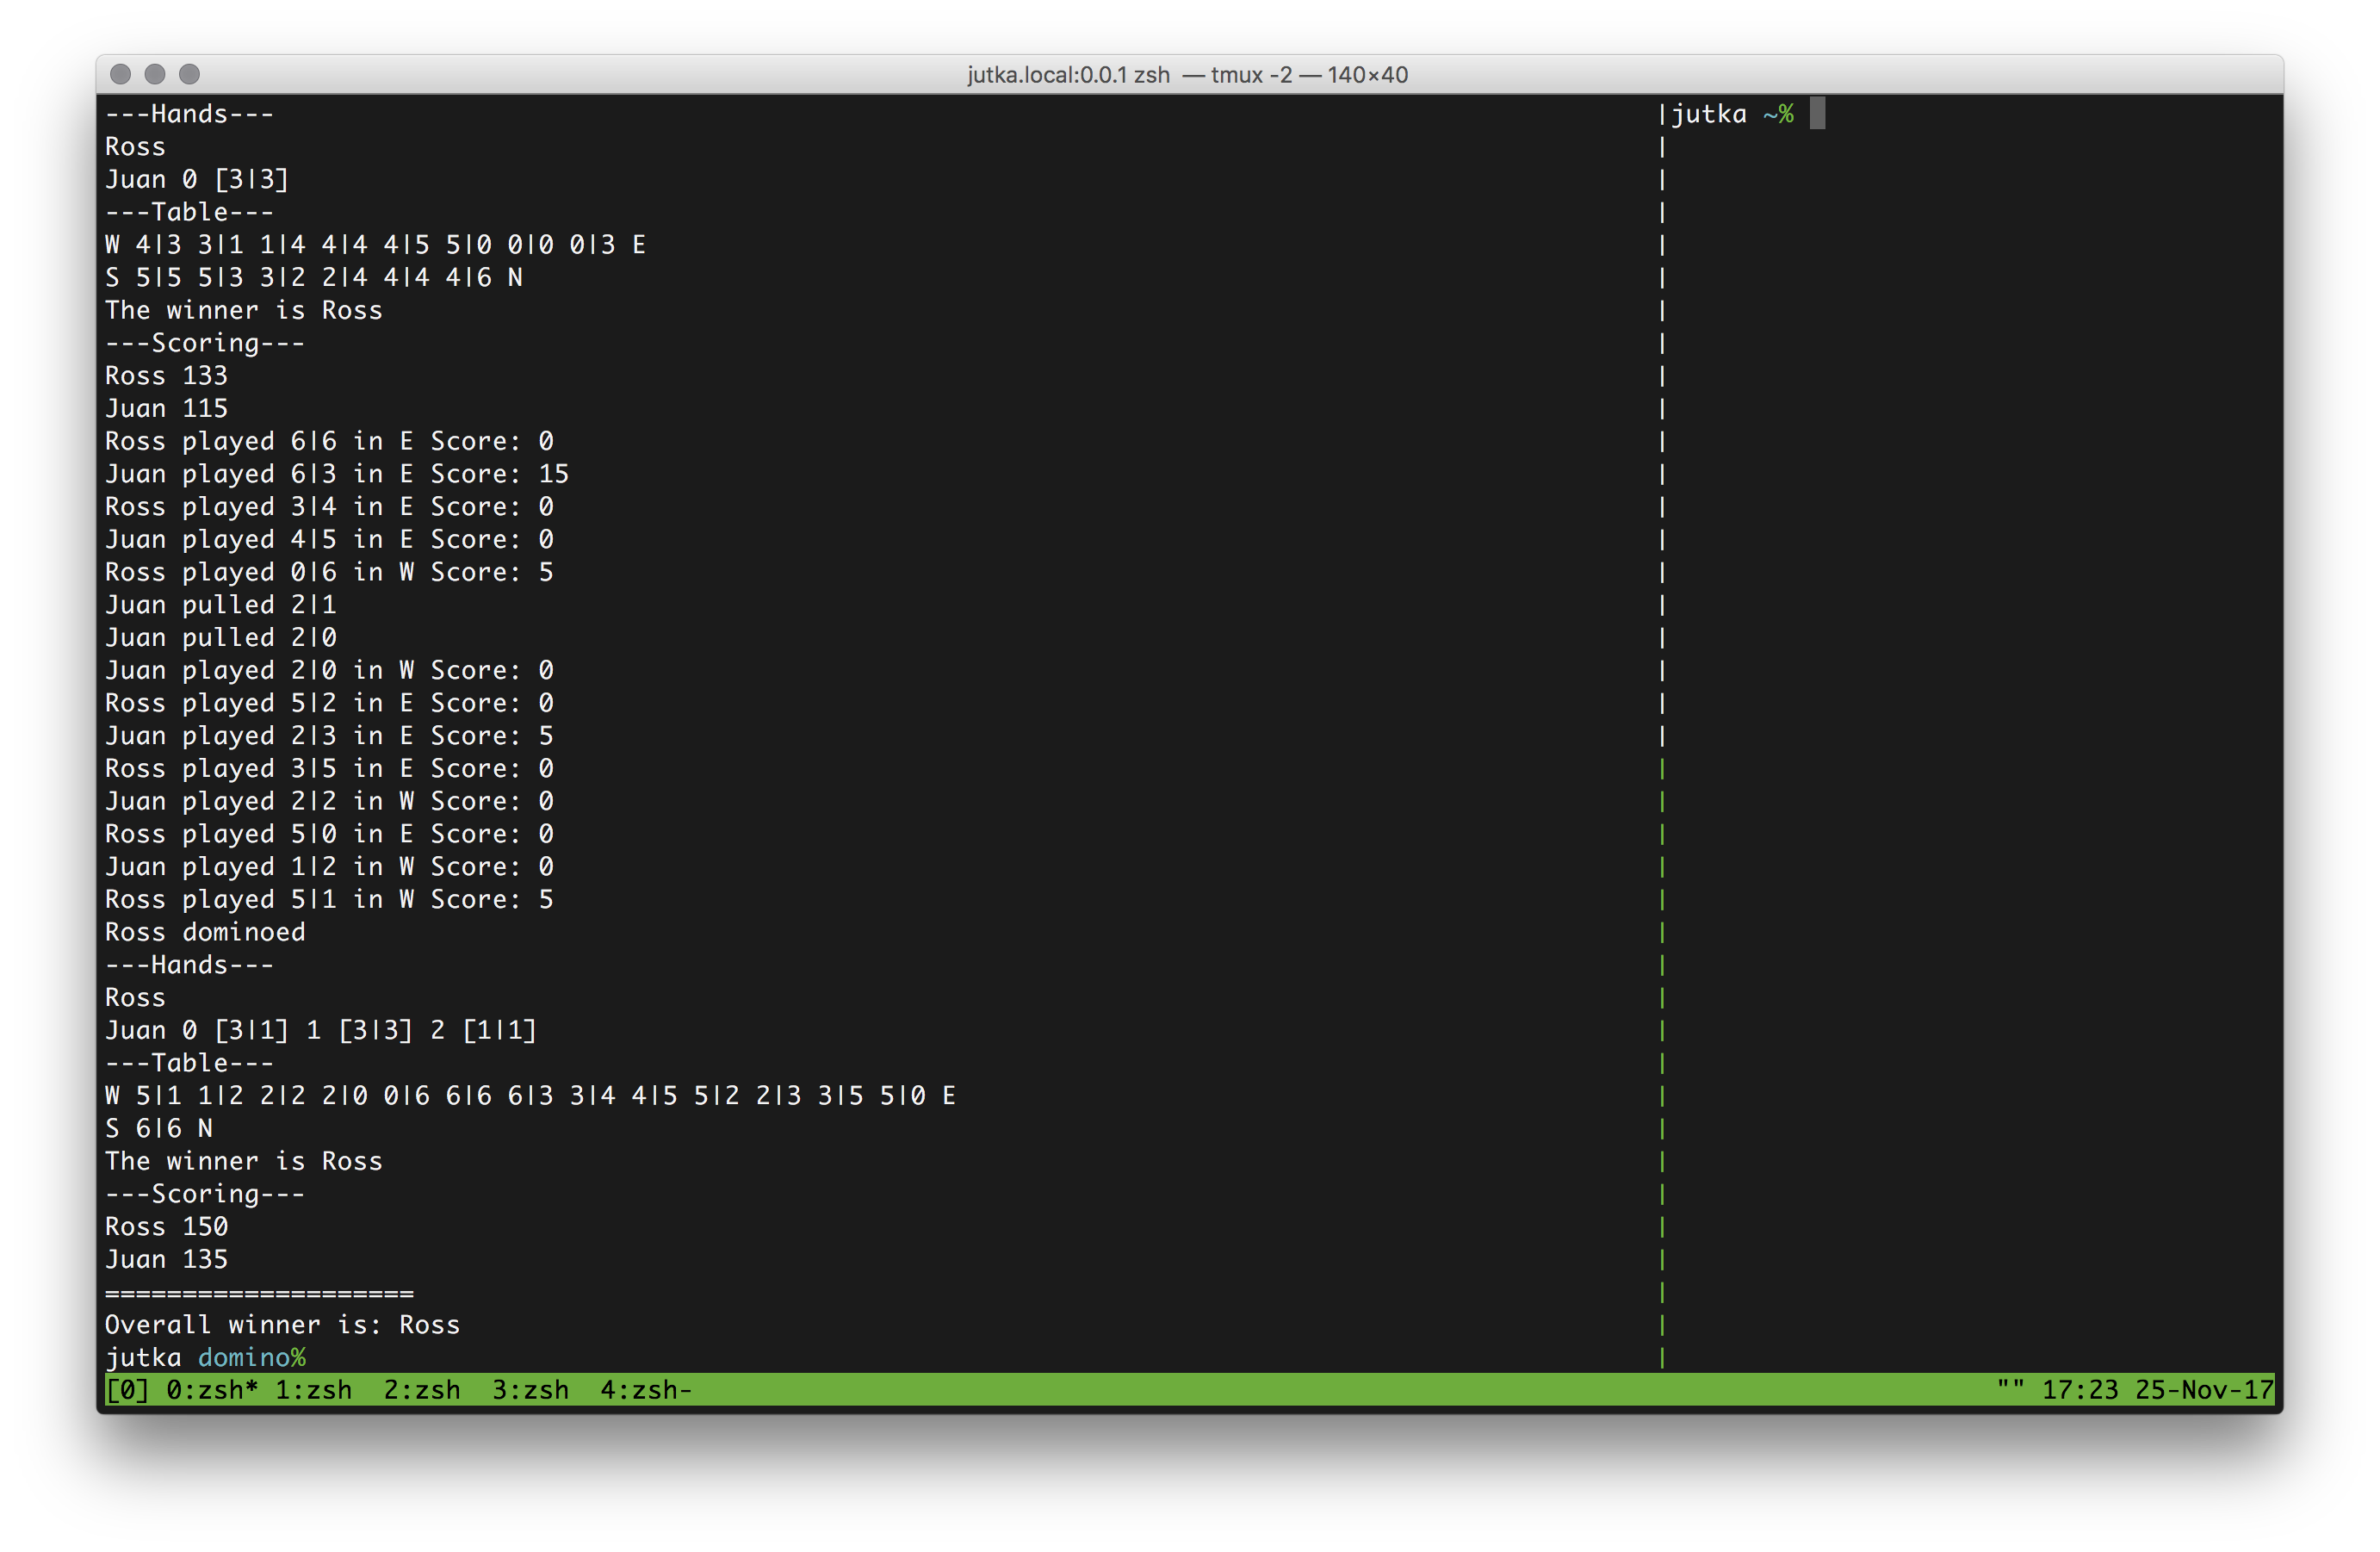 jutka.local:0.0.1 zsh — tmux -2 — 140×40
---Hands---
Ross
Juan 0 [3|3]
---Table---
W 4|3 3|1 1|4 4|4 4|5 5|0 0|0 0|3 E
S 5|5 5|3 3|2 2|4 4|4 4|6 N
The winner is Ross
---Scoring---
Ross 133
Juan 115
Ross played 6|6 in E Score: 0
Juan played 6|3 in E Score: 15
Ross played 3|4 in E Score: 0
Juan played 4|5 in E Score: 0
Ross played 0|6 in W Score: 5
Juan pulled 2|1
Juan pulled 2|0
Juan played 2|0 in W Score: 0
Ross played 5|2 in E Score: 0
Juan played 2|3 in E Score: 5
Ross played 3|5 in E Score: 0
Juan played 2|2 in W Score: 0
Ross played 5|0 in E Score: 0
Juan played 1|2 in W Score: 0
Ross played 5|1 in W Score: 5
Ross dominoed
---Hands---
Ross
Juan 0 [3|1] 1 [3|3] 2 [1|1]
---Table---
W 5|1 1|2 2|2 2|0 0|6 6|6 6|3 3|4 4|5 5|2 2|3 3|5 5|0 E
S 6|6 N
The winner is Ross
---Scoring---
Ross 150
Juan 135
====================
Overall winner is: Ross
jutka domino%
jutka ~%
[0] 0:zsh* 1:zsh  2:zsh  3:zsh  4:zsh- "" 17:23 25-Nov-17